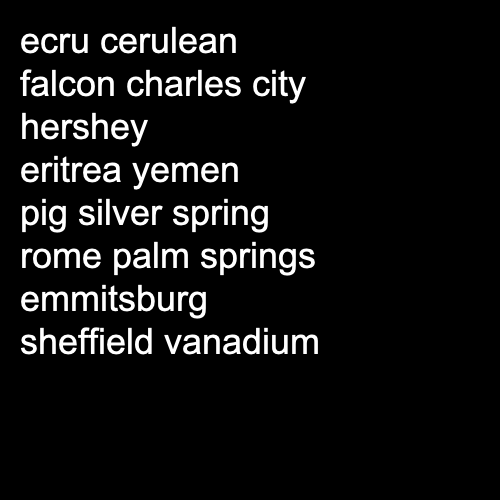 ecru cerulean
falcon charles city
hershey
eritrea yemen
pig silver spring
rome palm springs
emmitsburg
sheffield vanadium